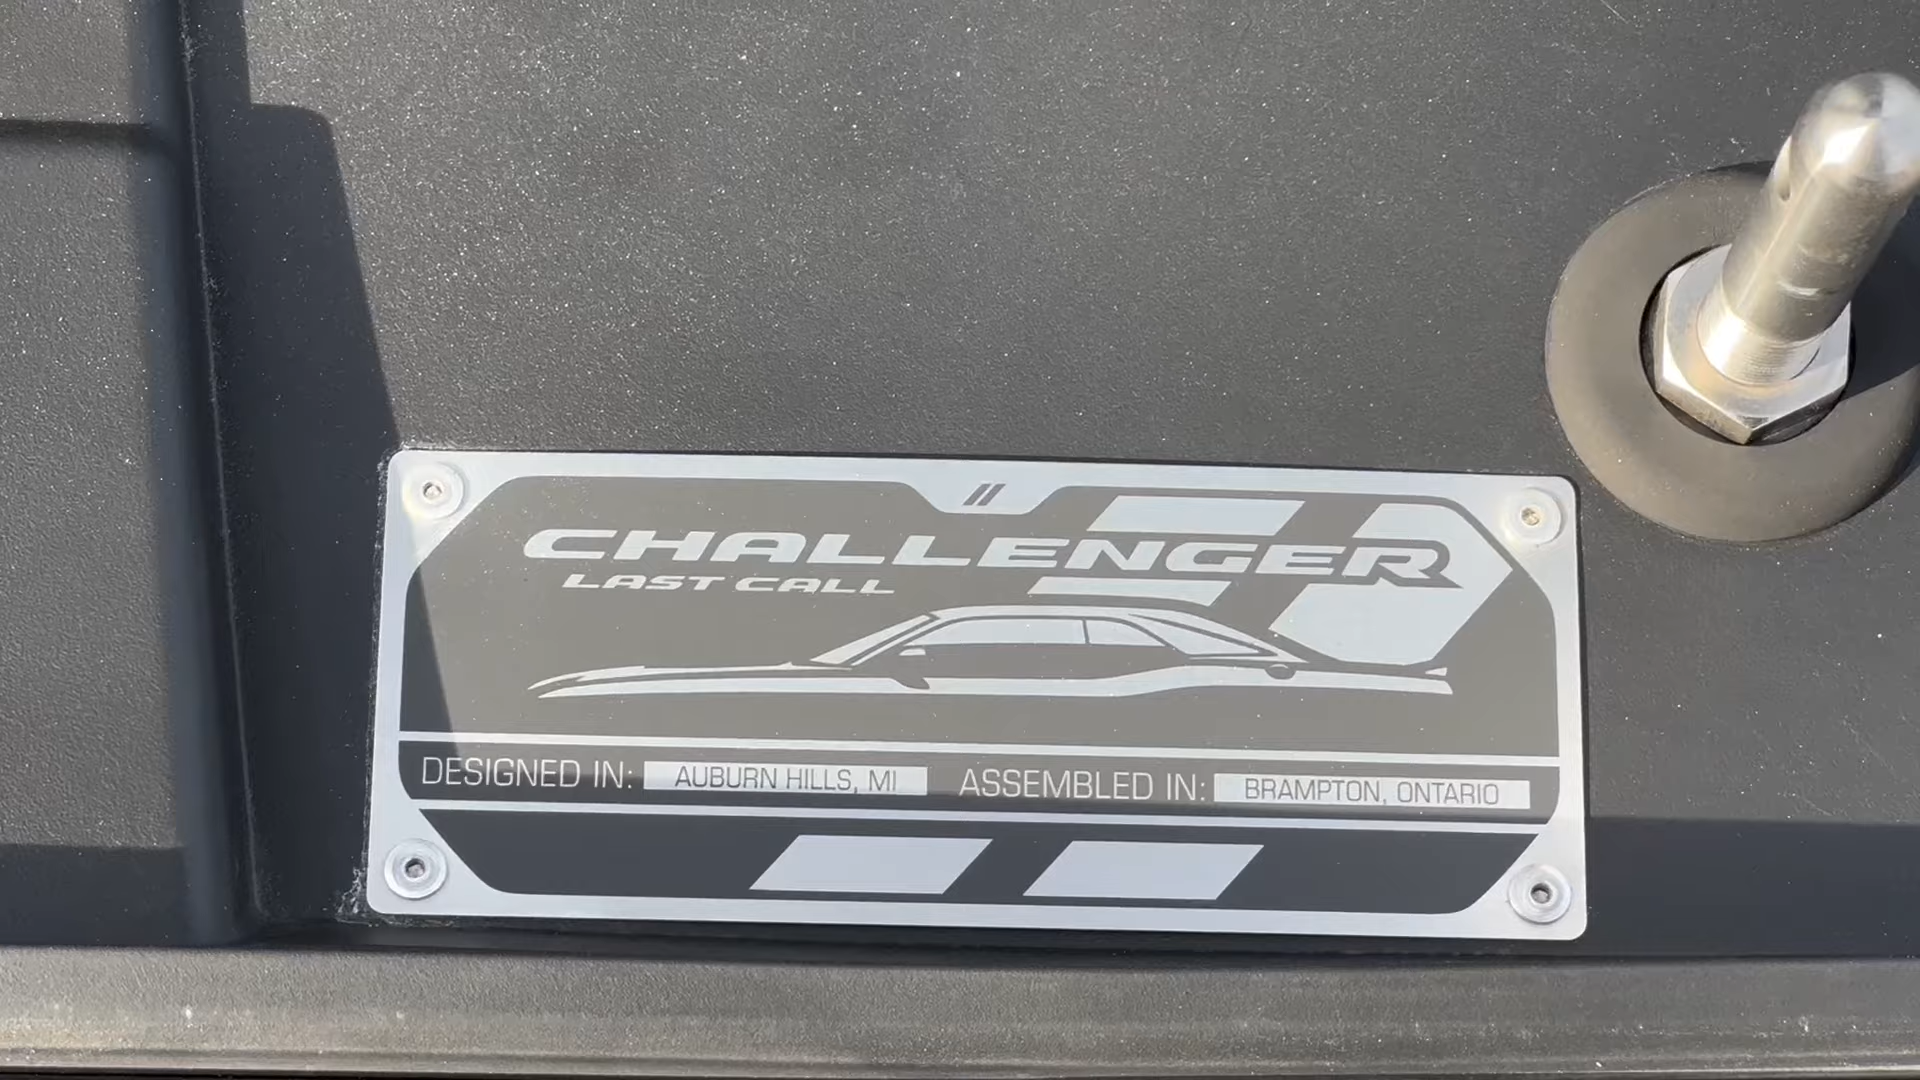 CHALLENGER
LAST CALL
DESIGNED IN: AUBURN HILLS, MI ASSEMBLED IN: BRAMPTON, ONTARIO